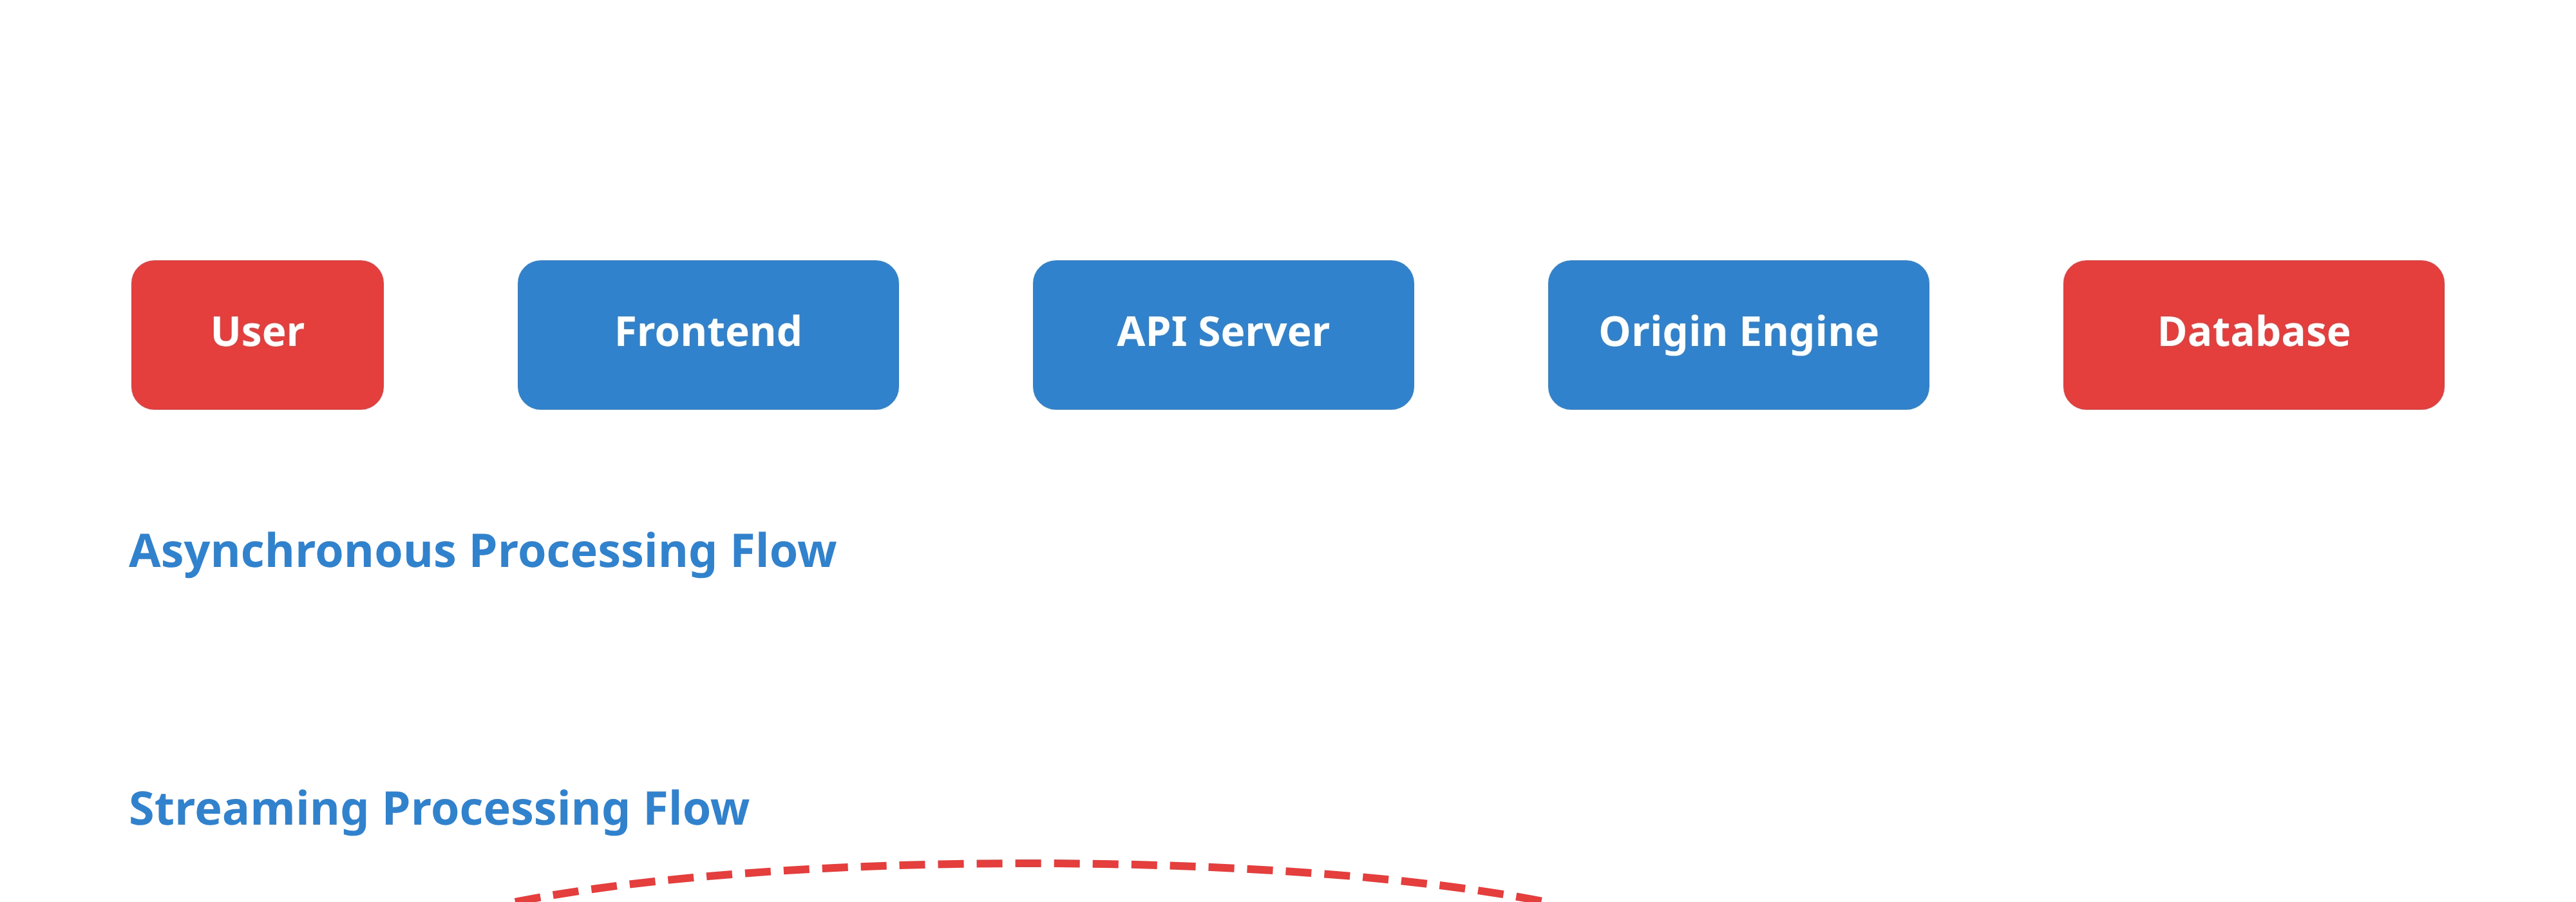 User
Frontend
API Server
Origin Engine
Database
Asynchronous Processing Flow
Streaming Processing Flow